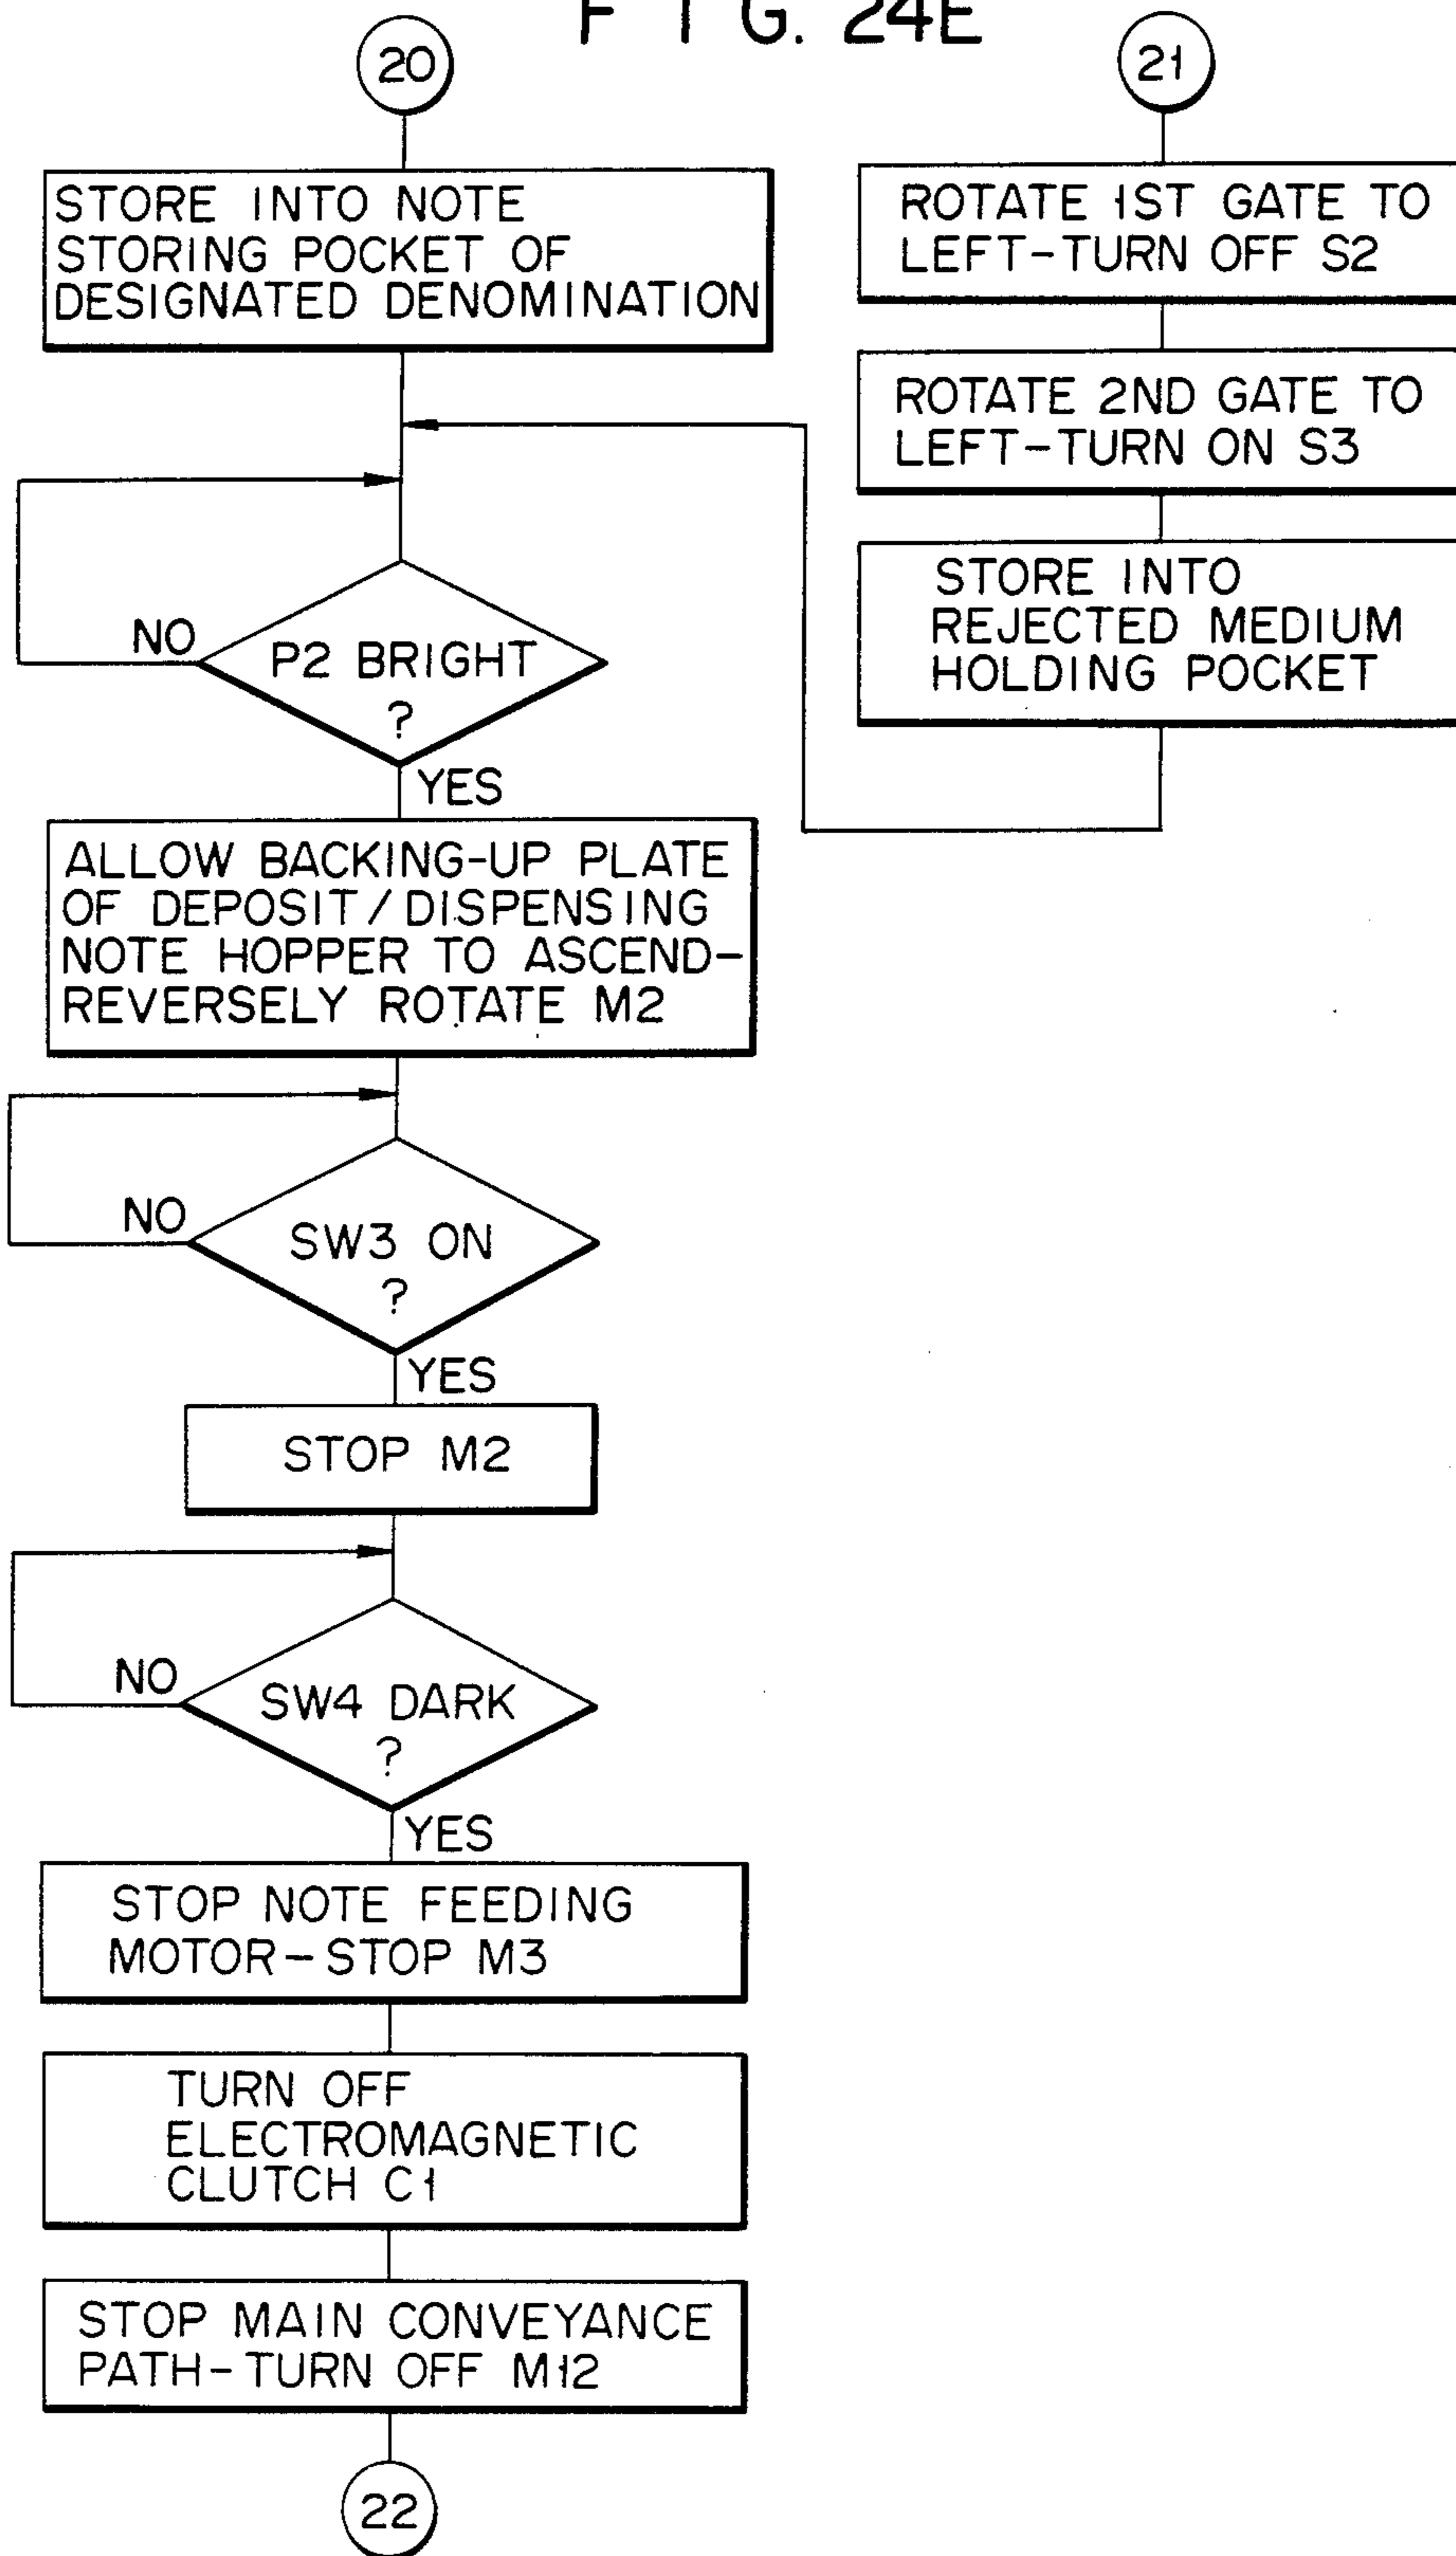 F I G. 24E
20
STORE INTO NOTE
STORING POCKET OF
DESIGNATED DENOMINATION
NO
P2 BRIGHT
?
YES
ALLOW BACKING-UP PLATE
OF DEPOSIT/DISPENSING
NOTE HOPPER TO ASCEND-
REVERSELY ROTATE M2
NO
SW3 ON
?
YES
STOP M2
NO
SW4 DARK
?
YES
STOP NOTE FEEDING
MOTOR-STOP M3
TURN OFF
ELECTROMAGNETIC
CLUTCH C1
STOP MAIN CONVEYANCE
PATH-TURN OFF M12
22
21
ROTATE 1ST GATE TO
LEFT-TURN OFF S2
ROTATE 2ND GATE TO
LEFT-TURN ON S3
STORE INTO
REJECTED MEDIUM
HOLDING POCKET